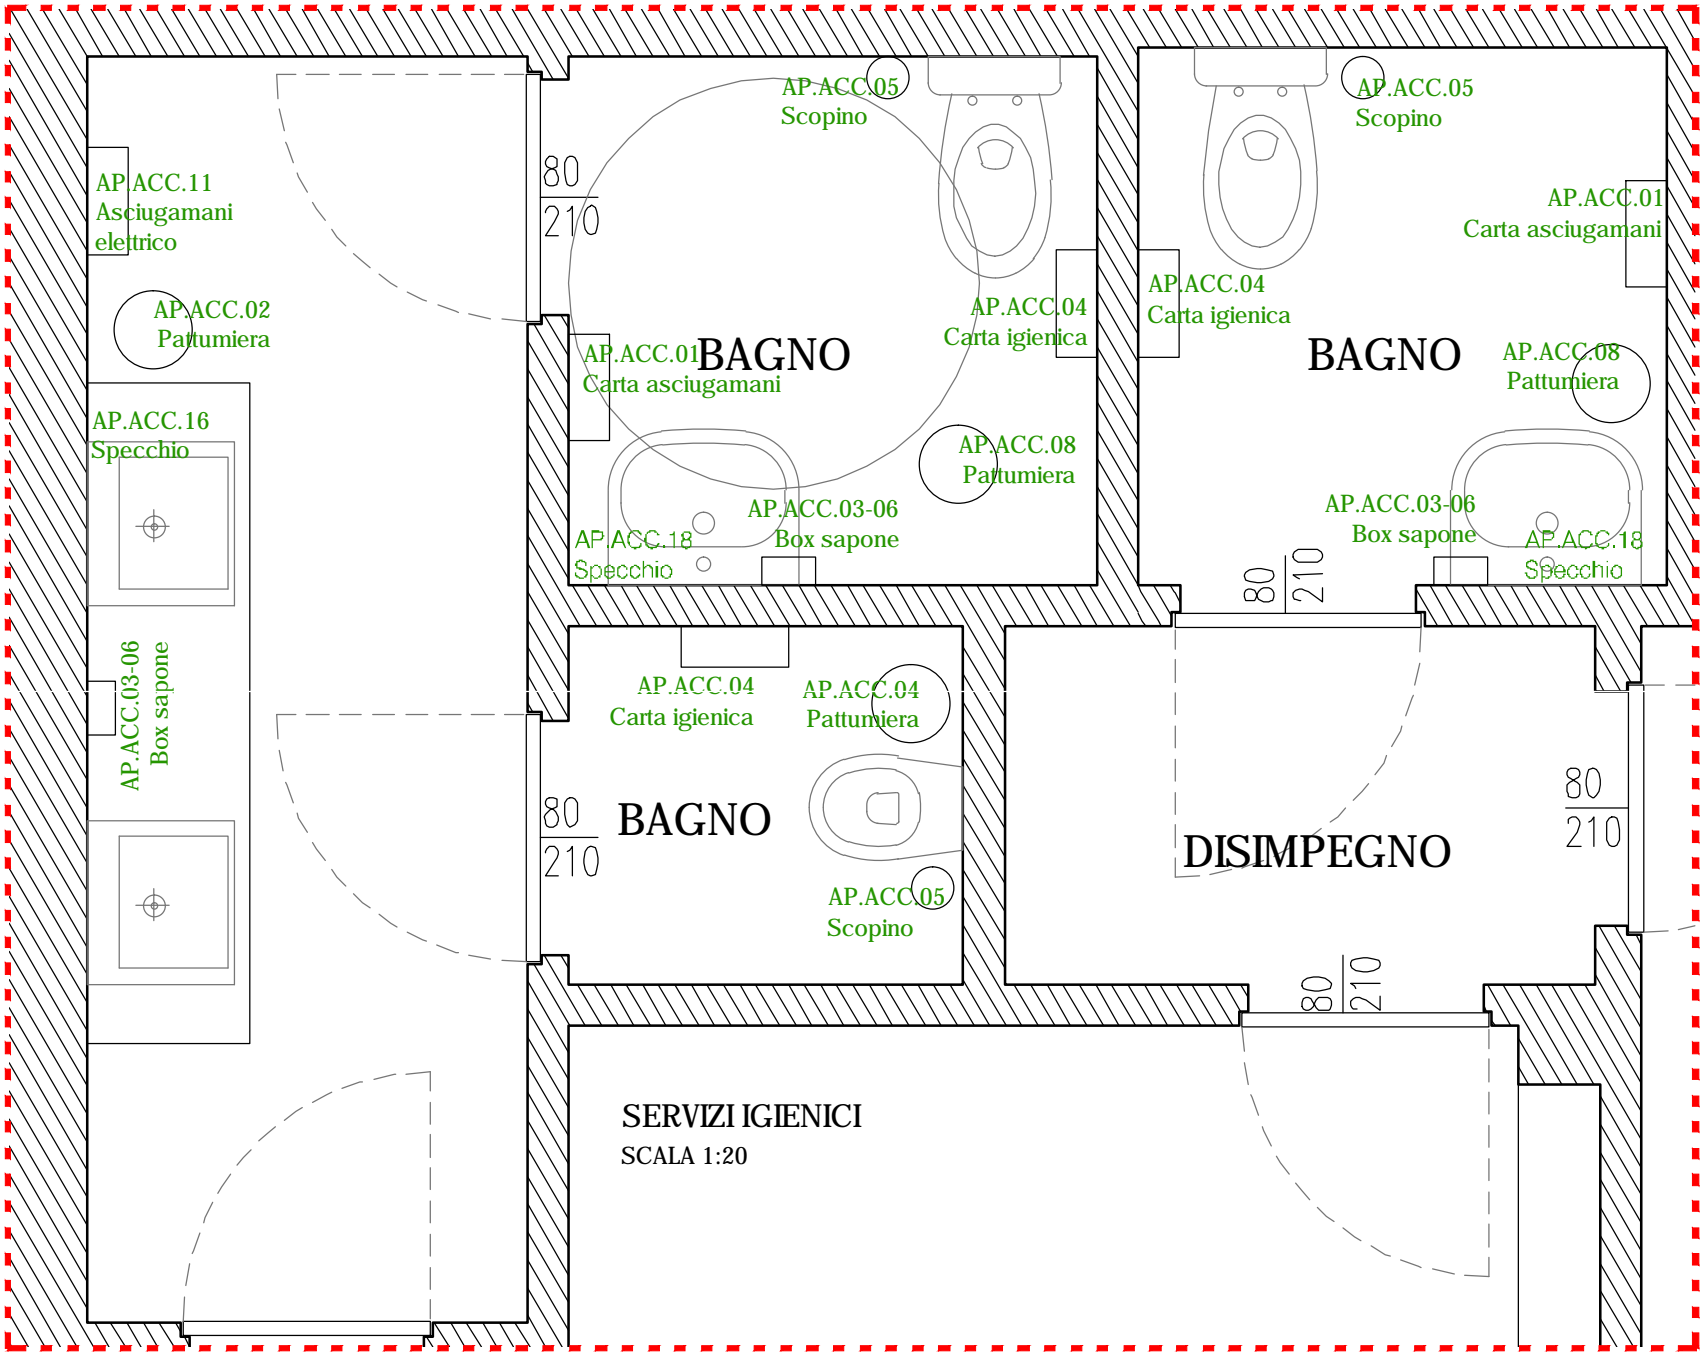 AP.ACC.05
Scopino
AP.ACC.05
Scopino
80
210
AP.ACC.11
Asciugamani
elettrico
AP.ACC.01
Carta asciugamani
AP.ACC.02
Pattumiera
AP.ACC.04
Carta igienica
AP.ACC.04
Carta igienica
AP.ACC.01
Carta asciugamani
BAGNO
BAGNO
AP.ACC.08
Pattumiera
AP.ACC.16
Specchio
AP.ACC.08
Pattumiera
AP.ACC.03-06
Box sapone
AP.ACC.18
Specchio
AP.ACC.03-06
Box sapone
AP.ACC.18
Specchio
80
210
AP.ACC.03-06
Box sapone
AP.ACC.04
Carta igienica
AP.ACC.04
Pattumiera
80
210
BAGNO
80
210
DISIMPEGNO
AP.ACC.05
Scopino
80
210
SERVIZI IGIENICI
SCALA 1:20